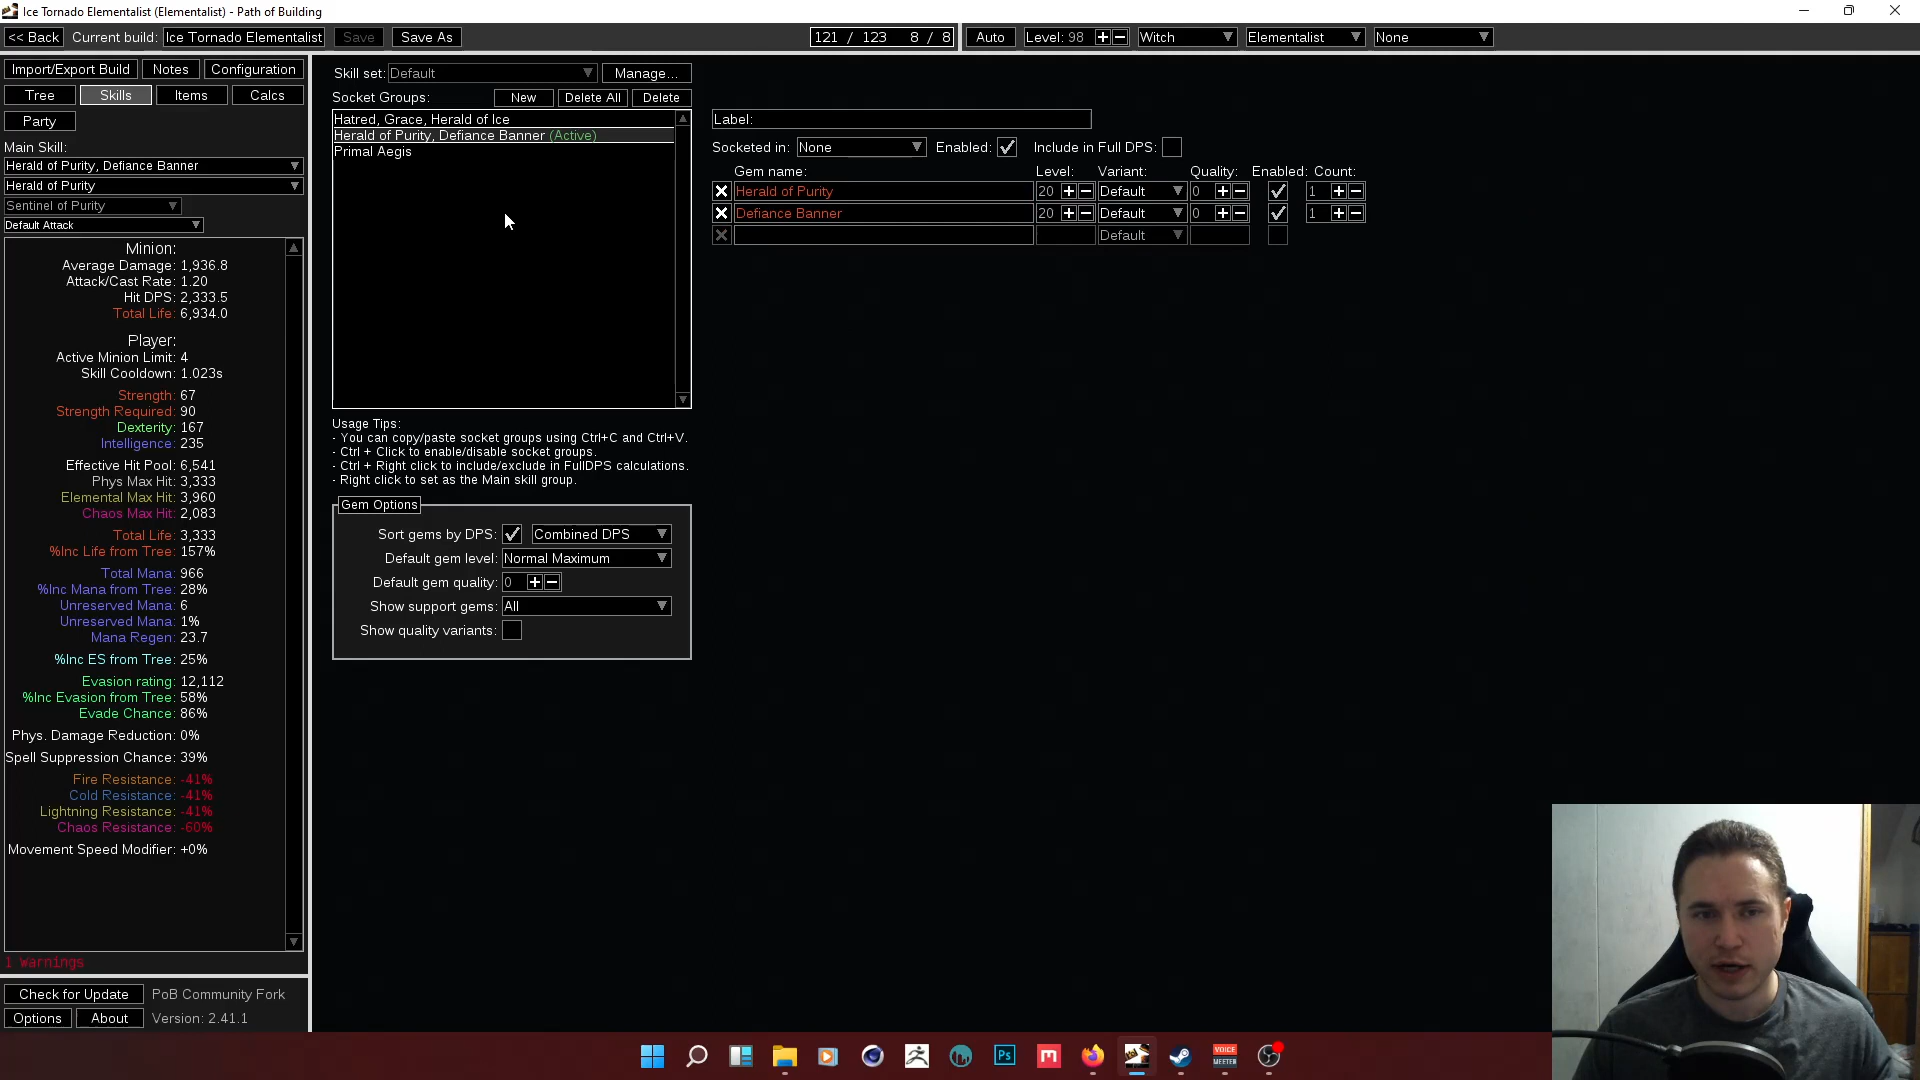 Ice Tornado Elementalist (Elementalist) - Path of Building
<< Back Current build: Ice Tornado Elementalist Save Save As 121 / 123 8 / 8 Auto Level: 98 Witch Elementalist None
Import/Export Build Notes Configuration
Tree Skills Items Calcs
Party
Main Skill:
Herald of Purity, Defiance Banner
Herald of Purity
Sentinel of Purity
Default Attack
Minion:
Average Damage: 1,936.8
Attack/Cast Rate: 1.20
Hit DPS: 2,333.5
Total Life: 6,934.0
Player:
Active Minion Limit: 4
Skill Cooldown: 1.023s
Strength: 67
Strength Required: 90
Dexterity: 167
Intelligence: 235
Effective Hit Pool: 6,541
Phys Max Hit: 3,333
Elemental Max Hit: 3,960
Chaos Max Hit: 2,083
Total Life: 3,333
%Inc Life from Tree: 157%
Total Mana: 966
%Inc Mana from Tree: 28%
Unreserved Mana: 6
Unreserved Mana: 1%
Mana Regen: 23.7
%Inc ES from Tree: 25%
Evasion rating: 12,112
%Inc Evasion from Tree: 58%
Evade Chance: 86%
Phys. Damage Reduction: 0%
Spell Suppression Chance: 39%
Fire Resistance: -41%
Cold Resistance: -41%
Lightning Resistance: -41%
Chaos Resistance: -60%
Movement Speed Modifier: +0%
1 Warnings
Check for Update PoB Community Fork
Options About Version: 2.41.1
Skill set: Default Manage...
Socket Groups: New Delete All Delete
Hatred, Grace, Herald of Ice
Herald of Purity, Defiance Banner (Active)
Primal Aegis
Usage Tips:
- You can copy/paste socket groups using Ctrl+C and Ctrl+V.
- Ctrl + Click to enable/disable socket groups.
- Ctrl + Right click to include/exclude in FullDPS calculations.
- Right click to set as the Main skill group.
Gem Options
Sort gems by DPS: Combined DPS
Default gem level: Normal Maximum
Default gem quality: 0
Show support gems: All
Show quality variants:
Label:
Socketed in: None Enabled: Include in Full DPS:
Gem name: Level: Variant: Quality: Enabled: Count:
Herald of Purity 20 Default 0 1
Defiance Banner 20 Default 0 1
Default
Ps
VOICE
MEETER